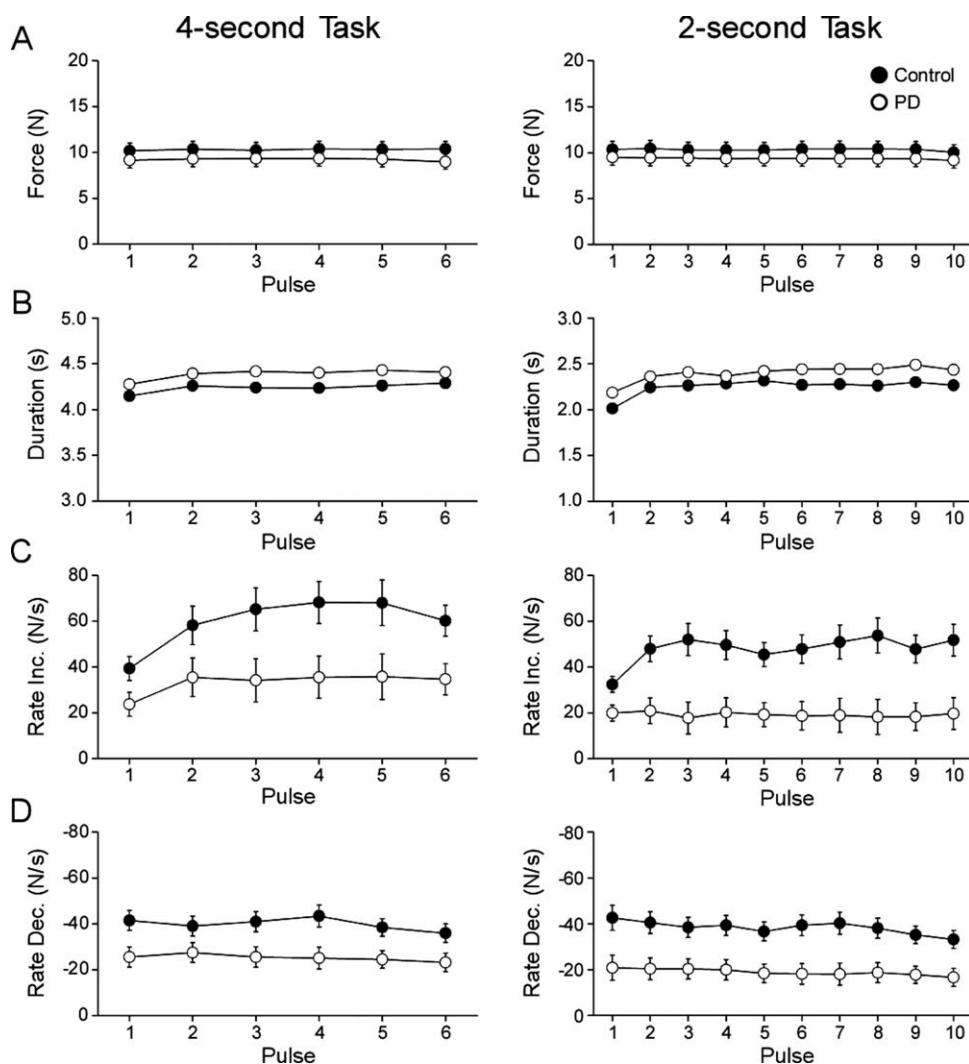 4-second Task 2-second Task
A
Force (N)
20
15
10
5
0
1 2 3 4 5 6
Pulse
Force (N)
20
15
10
5
0
Control
PD
1 2 3 4 5 6 7 8 9 10
Pulse
B
Duration (s)
5.0
4.5
4.0
3.5
3.0
1 2 3 4 5 6
Pulse
Duration (s)
3.0
2.5
2.0
1.5
1.0
1 2 3 4 5 6 7 8 9 10
Pulse
C
Rate Inc. (N/s)
80
60
40
20
0
1 2 3 4 5 6
Pulse
Rate Inc. (N/s)
80
60
40
20
0
1 2 3 4 5 6 7 8 9 10
Pulse
D
Rate Dec. (N/s)
-80
-60
-40
-20
0
1 2 3 4 5 6
Pulse
Rate Dec. (N/s)
-80
-60
-40
-20
0
1 2 3 4 5 6 7 8 9 10
Pulse